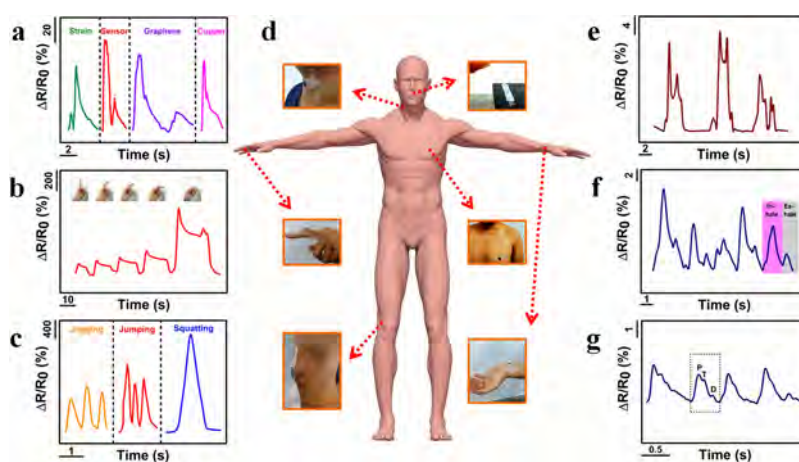 a
20
ΔR/R0 (%)
Strain Sensor Graphene Copper
2
Time (s)
b
200
ΔR/R0 (%)
10
Time (s)
c
400
ΔR/R0 (%)
Jogging Jumping Squatting
1
Time (s)
d
e
4
ΔR/R0 (%)
2
Time (s)
f
2
ΔR/R0 (%)
In-
hale
Ex-
hale
1
Time (s)
g
1
ΔR/R0 (%)
P
T
D
0.5
Time (s)